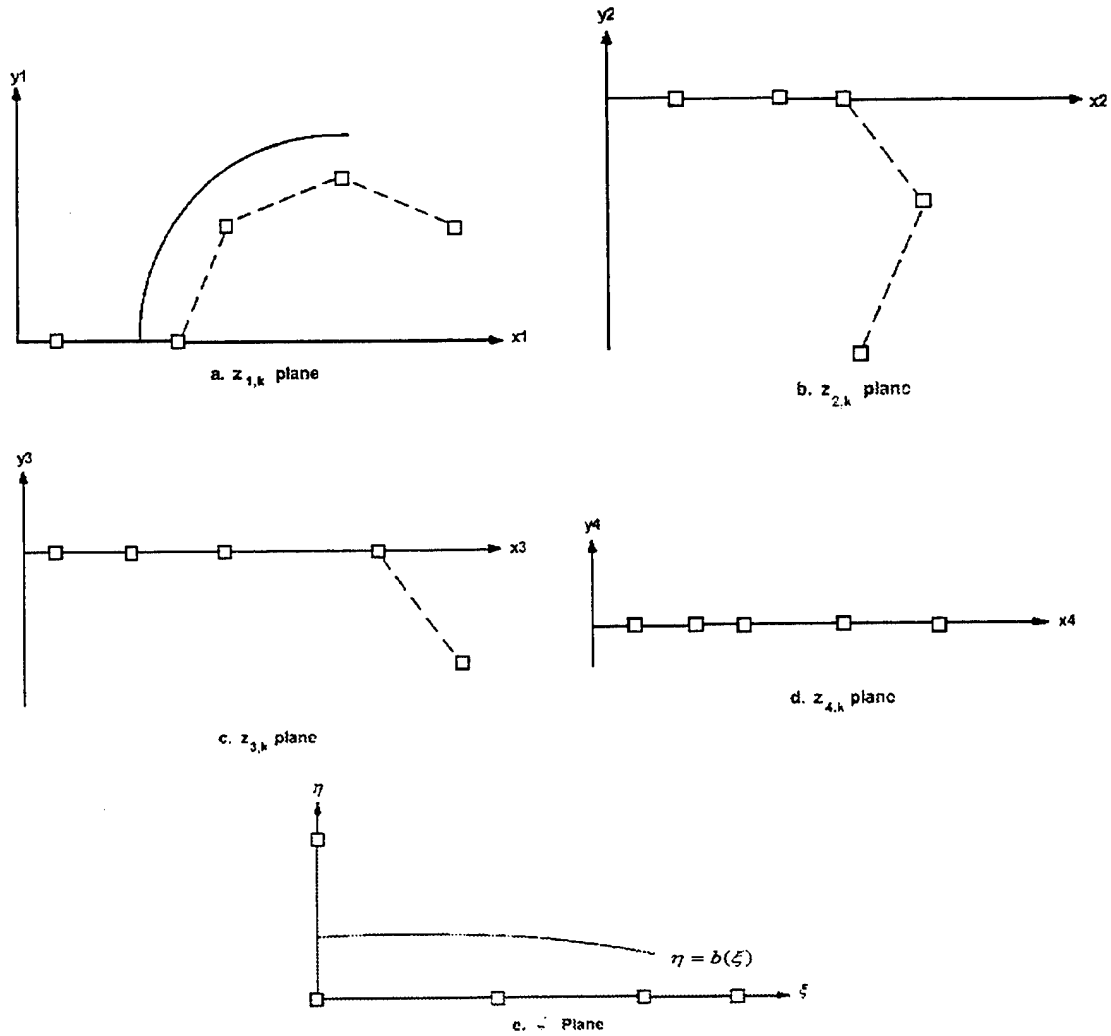 y1
x1
a. z1,k plane
y2
x2
b. z2,k plane
y3
x3
c. z3,k plane
y4
x4
d. z4,k plane
η
η = b(ξ)
ξ
e. Plane